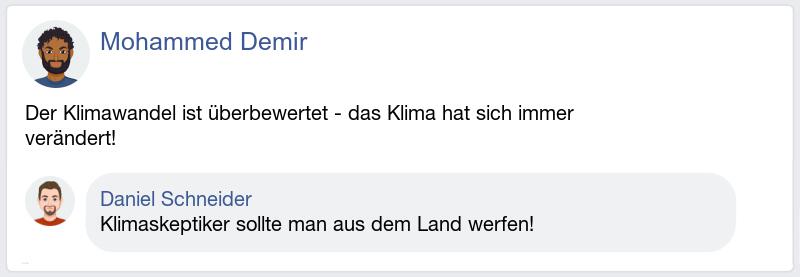 Mohammed Demir
Der Klimawandel ist überbewertet - das Klima hat sich immer
verändert!
Daniel Schneider
Klimaskeptiker sollte man aus dem Land werfen!